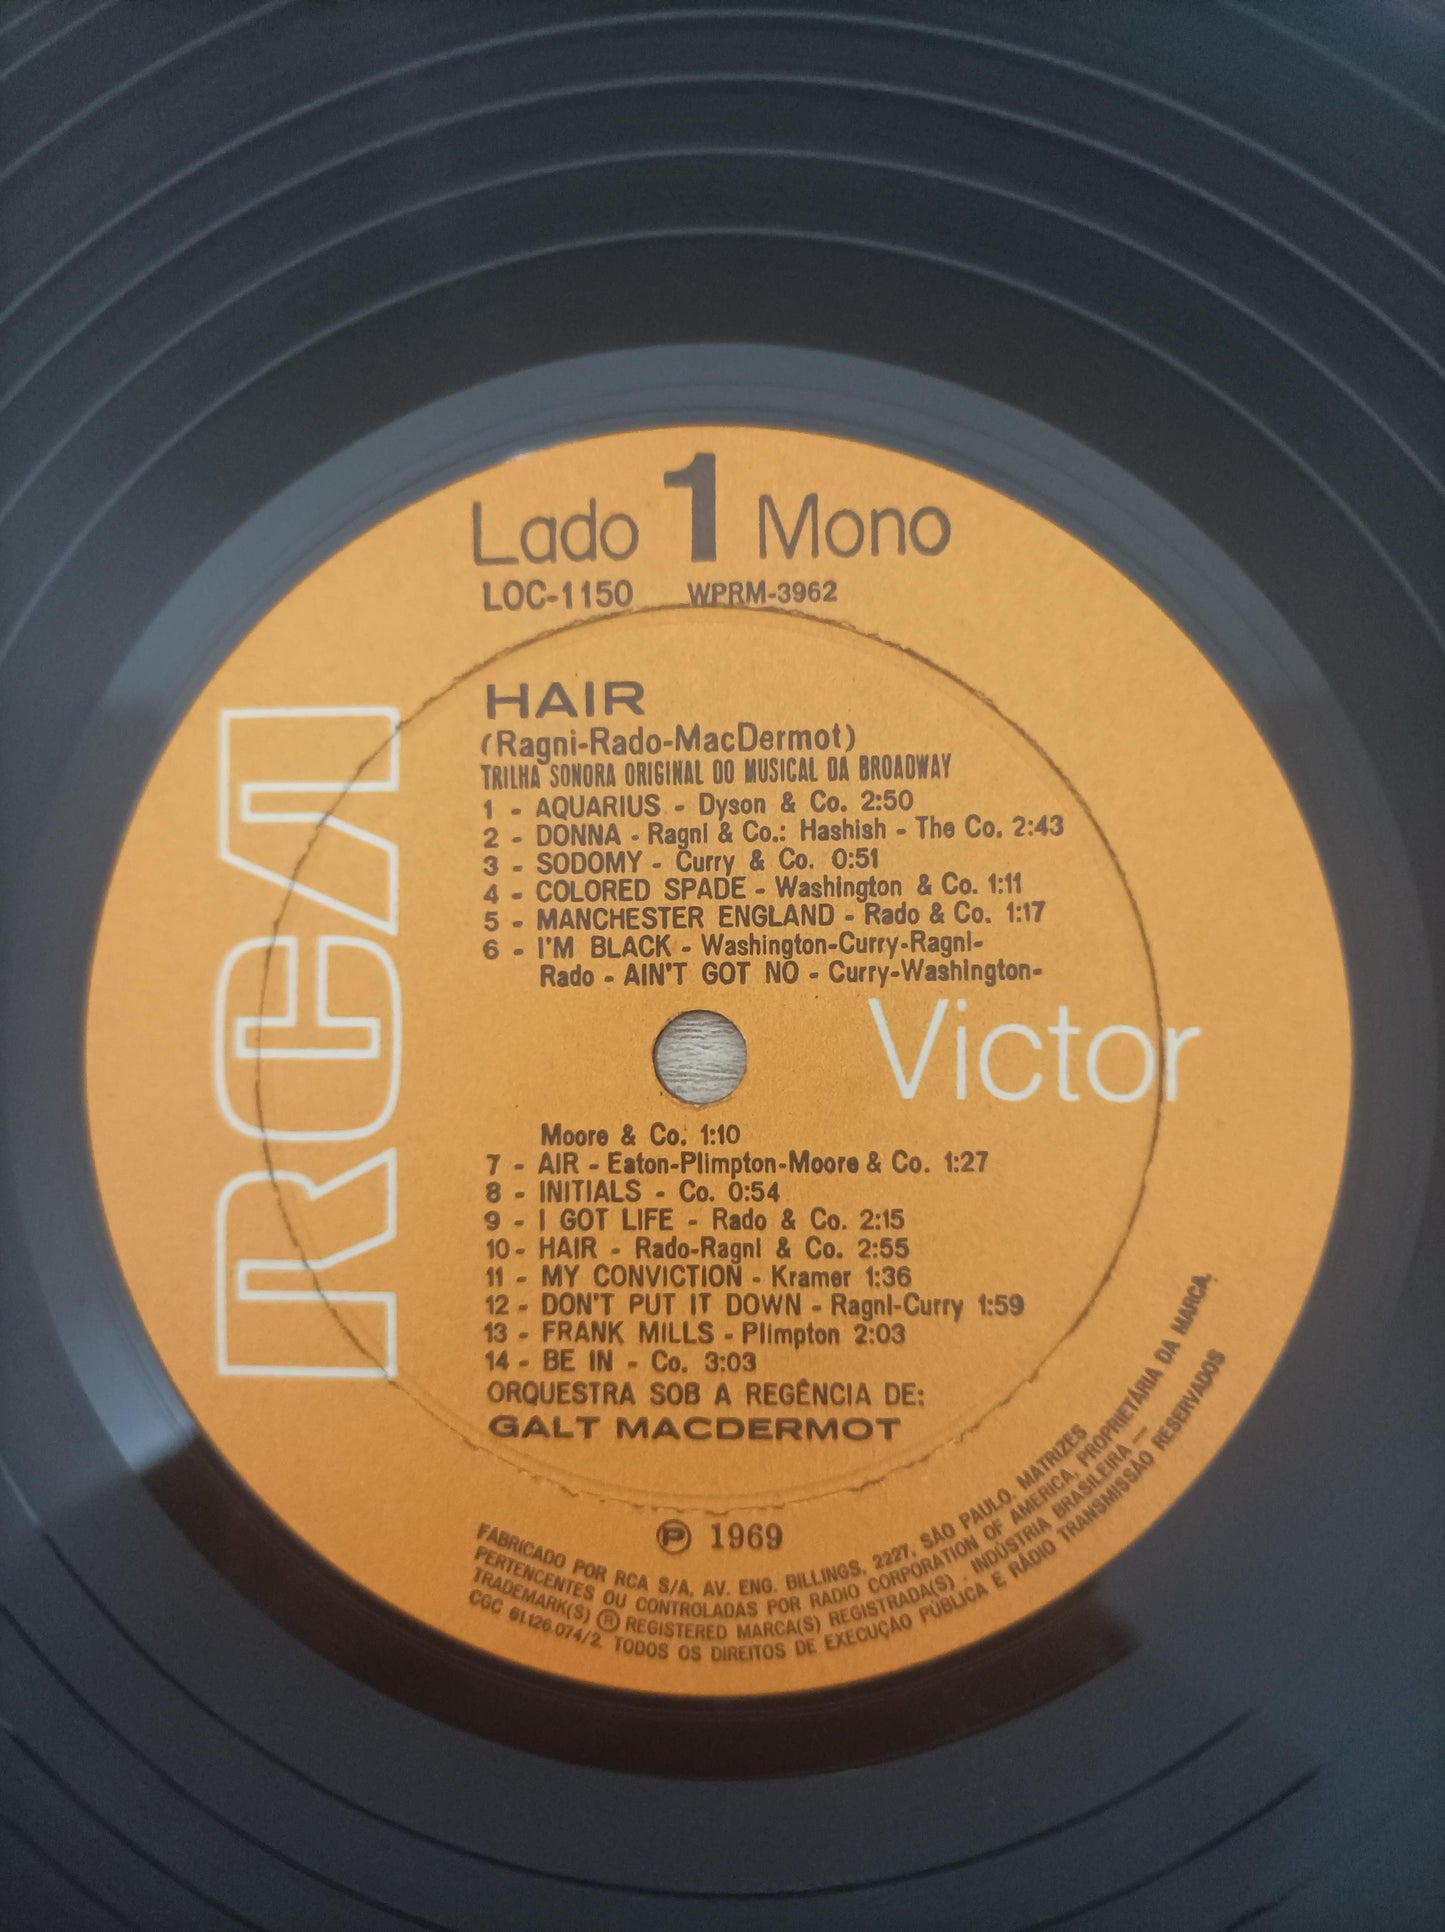 Lado 1 Mono
LOC-1150 WPRM-3962
HAIR
(Ragni-Rado-MacDermot)
TRILHA SONORA ORIGINAL DO MUSICAL DA BROADWAY
1 - AQUARIUS - Dyson & Co. 2:50
2 - DONNA - Ragni & Co.: Hashish - The Co. 2:43
3 - SODOMY - Curry & Co. 0:51
4 - COLORED SPADE - Washington & Co. 1:11
5 - MANCHESTER ENGLAND - Rado & Co. 1:17
6 - I'M BLACK - Washington-Curry-Ragni-
Rado - AIN'T GOT NO - Curry-Washington-
RCA
Victor
Moore & Co. 1:10
7 - AIR - Eaton-Plimpton-Moore & Co. 1:27
8 - INITIALS - Co. 0:54
9 - I GOT LIFE - Rado & Co. 2:15
10 - HAIR - Rado-Ragni & Co. 2:55
11 - MY CONVICTION - Kramer 1:36
12 - DON'T PUT IT DOWN - Ragni-Curry 1:59
13 - FRANK MILLS - Plimpton 2:03
14 - BE IN - Co. 3:03
ORQUESTRA SOB A REGÊNCIA DE:
GALT MACDERMOT
℗ 1969
FABRICADO POR RCA S/A, AV. ENG. BILLINGS, 2227, SÃO PAULO. MATRIZES
PERTENCENTES OU CONTROLADAS POR RADIO CORPORATION OF AMERICA, PROPRIETÁRIA DA MARCA.
TRADEMARK(S) ® REGISTERED MARCA(S) REGISTRADA(S) . INDÚSTRIA BRASILEIRA —
CGC 61.126.074/2. TODOS OS DIREITOS DE EXECUÇÃO PÚBLICA E RÁDIO TRANSMISSÃO RESERVADOS